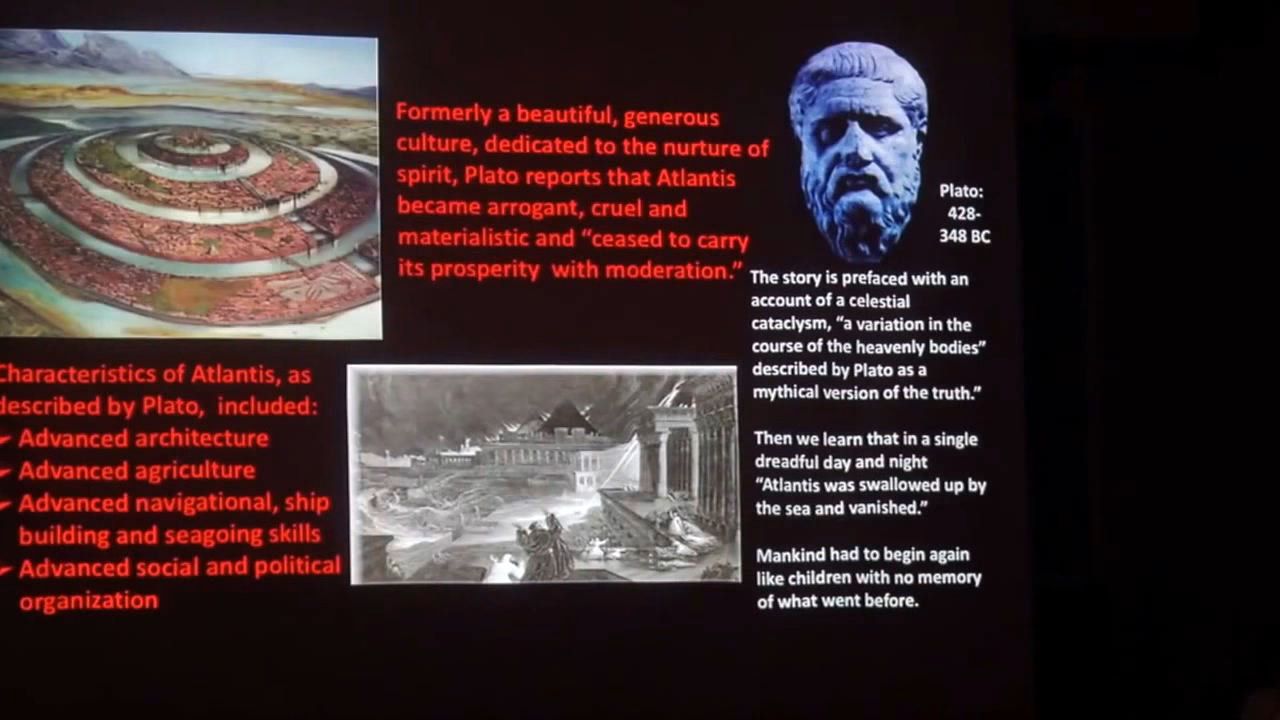 Formerly a beautiful, generous
culture, dedicated to the nurture of
spirit, Plato reports that Atlantis
became arrogant, cruel and
materialistic and “ceased to carry
its prosperity with moderation.”
Plato:
428-
348 BC
The story is prefaced with an
account of a celestial
cataclysm, “a variation in the
course of the heavenly bodies”
described by Plato as a
mythical version of the truth.”
Then we learn that in a single
dreadful day and night
“Atlantis was swallowed up by
the sea and vanished.”
Mankind had to begin again
like children with no memory
of what went before.
Characteristics of Atlantis, as
described by Plato, included:
Advanced architecture
Advanced agriculture
Advanced navigational, ship
building and seagoing skills
Advanced social and political
organization